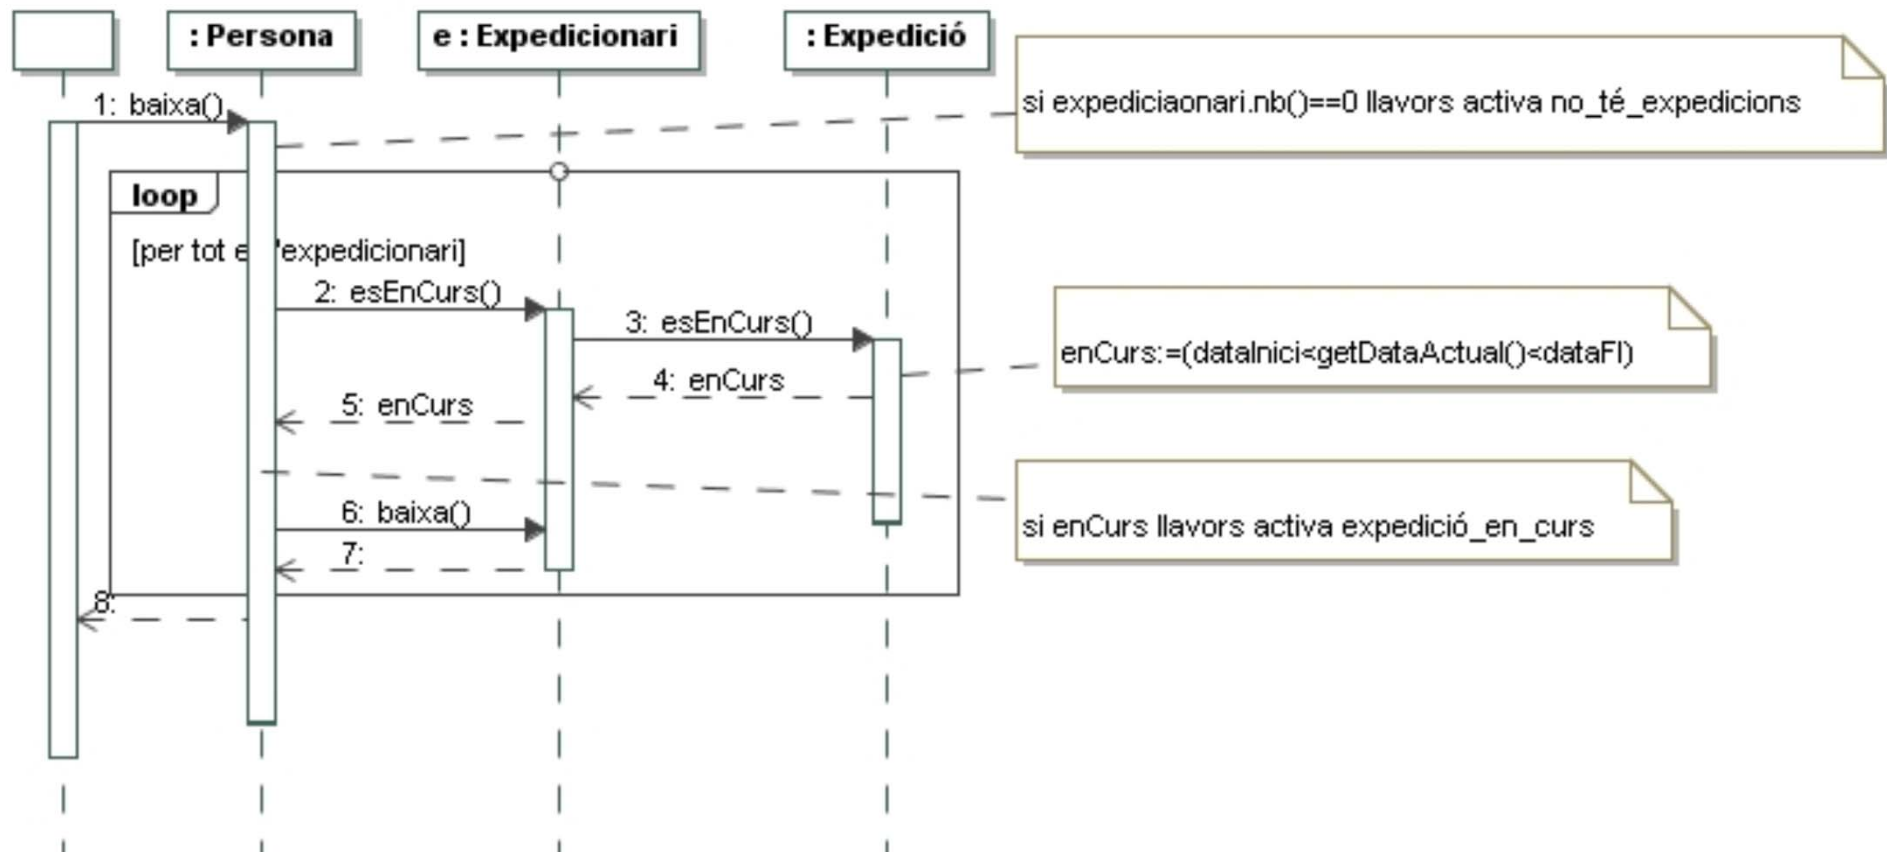 : Persona
e : Expedicionari
: Expedició
1: baixa()
si expediciaonari.nb()==0 llavors activa no_té_expedicions
loop
[per tot e 'expedicionari]
2: esEnCurs()
3: esEnCurs()
enCurs:=(dataInici<getDataActual()<dataFI)
4: enCurs
5: enCurs
6: baixa()
si enCurs llavors activa expedició_en_curs
7:
8: